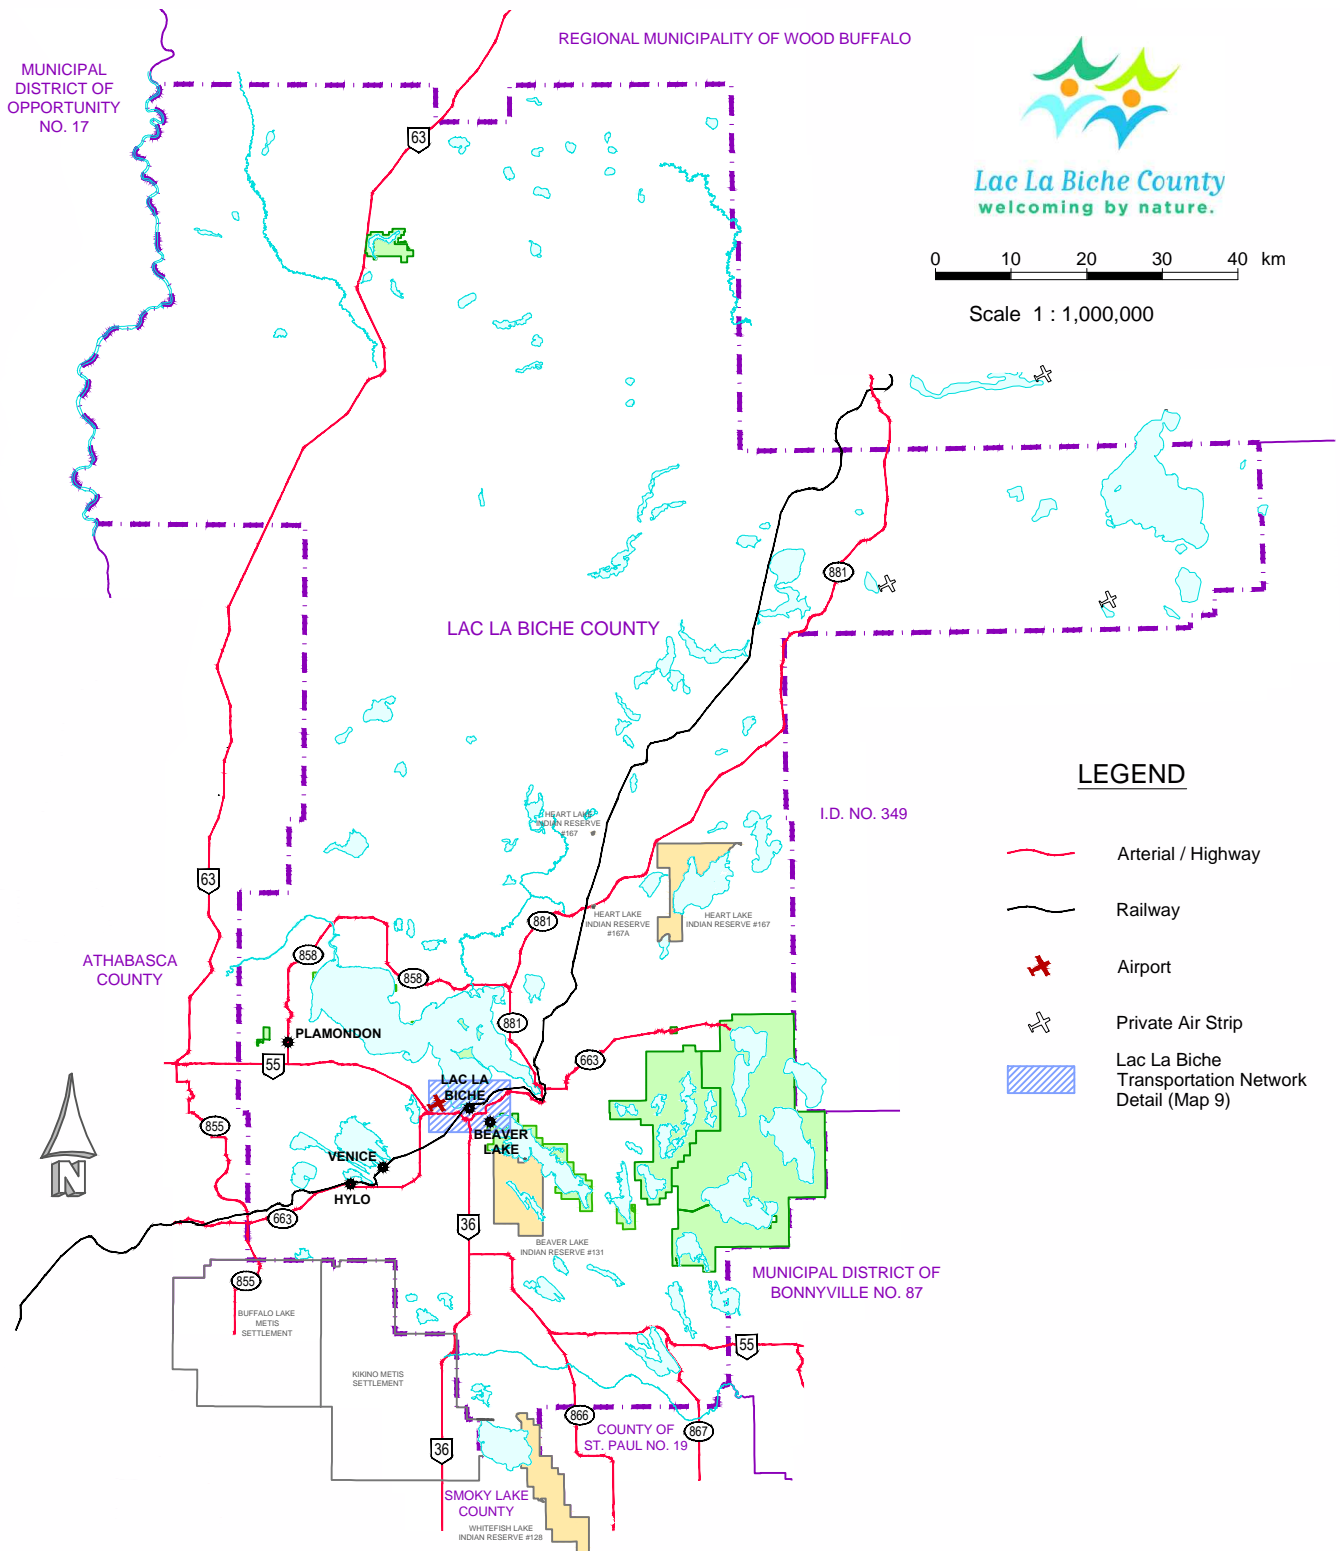 REGIONAL MUNICIPALITY OF WOOD BUFFALO
MUNICIPAL
DISTRICT OF
OPPORTUNITY
NO. 17
63
Lac La Biche County
welcoming by nature.
0 10 20 30 40 km
Scale 1 : 1,000,000
881
LAC LA BICHE COUNTY
LEGEND
Arterial / Highway
Railway
Airport
Private Air Strip
Lac La Biche
Transportation Network
Detail (Map 9)
I.D. NO. 349
HEART LAKE
INDIAN RESERVE
#167
63
881
HEART LAKE
INDIAN RESERVE
#167A
HEART LAKE
INDIAN RESERVE #167
ATHABASCA
COUNTY
858
858
881
PLAMONDON
55
663
LAC LA
BICHE
BEAVER
LAKE
855
VENICE
HYLO
663
36
BEAVER LAKE
INDIAN RESERVE #131
855
MUNICIPAL DISTRICT OF
BONNYVILLE NO. 87
BUFFALO LAKE
METIS
SETTLEMENT
55
KIKINO METIS
SETTLEMENT
866
867
COUNTY OF
ST. PAUL NO. 19
36
SMOKY LAKE
COUNTY
WHITEFISH LAKE
INDIAN RESERVE #128
N